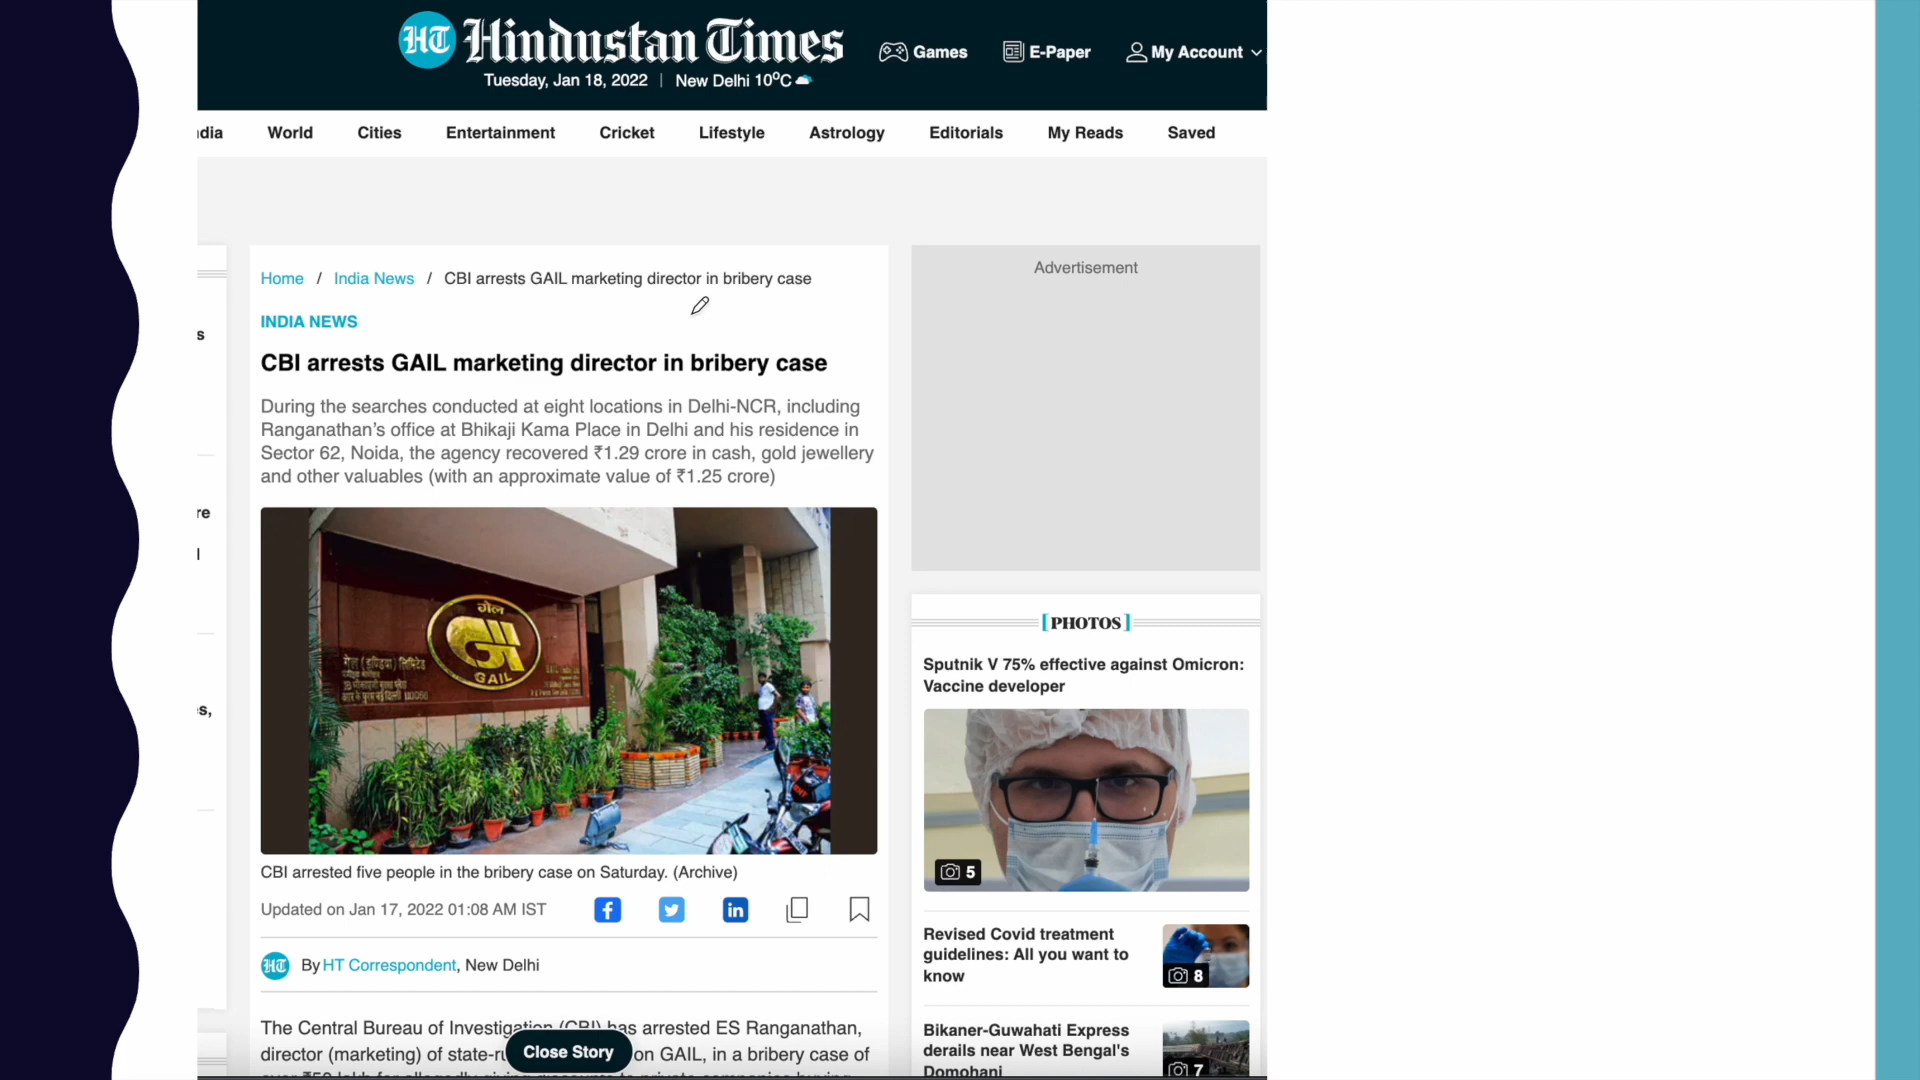 HT Hindustan Times
Games
E-Paper
My Account
Tuesday, Jan 18, 2022 | New Delhi 10°C
dia
World
Cities
Entertainment
Cricket
Lifestyle
Astrology
Editorials
My Reads
Saved
Home / India News / CBI arrests GAIL marketing director in bribery case
INDIA NEWS
CBI arrests GAIL marketing director in bribery case
During the searches conducted at eight locations in Delhi-NCR, including
Ranganathan's office at Bhikaji Kama Place in Delhi and his residence in
Sector 62, Noida, the agency recovered ₹1.29 crore in cash, gold jewellery
and other valuables (with an approximate value of ₹1.25 crore)
गेल
GAIL
गेल (इण्डिया) लिमिटेड
CBI arrested five people in the bribery case on Saturday. (Archive)
Updated on Jan 17, 2022 01:08 AM IST
HT By HT Correspondent, New Delhi
The Central Bureau of Investigation (CBI) has arrested ES Ranganathan,
director (marketing) of state-ru
on GAIL, in a bribery case of
Close Story
s
re
l
s,
Advertisement
[PHOTOS]
Sputnik V 75% effective against Omicron:
Vaccine developer
5
Revised Covid treatment
guidelines: All you want to
know
8
Bikaner-Guwahati Express
derails near West Bengal's
Domohani
7